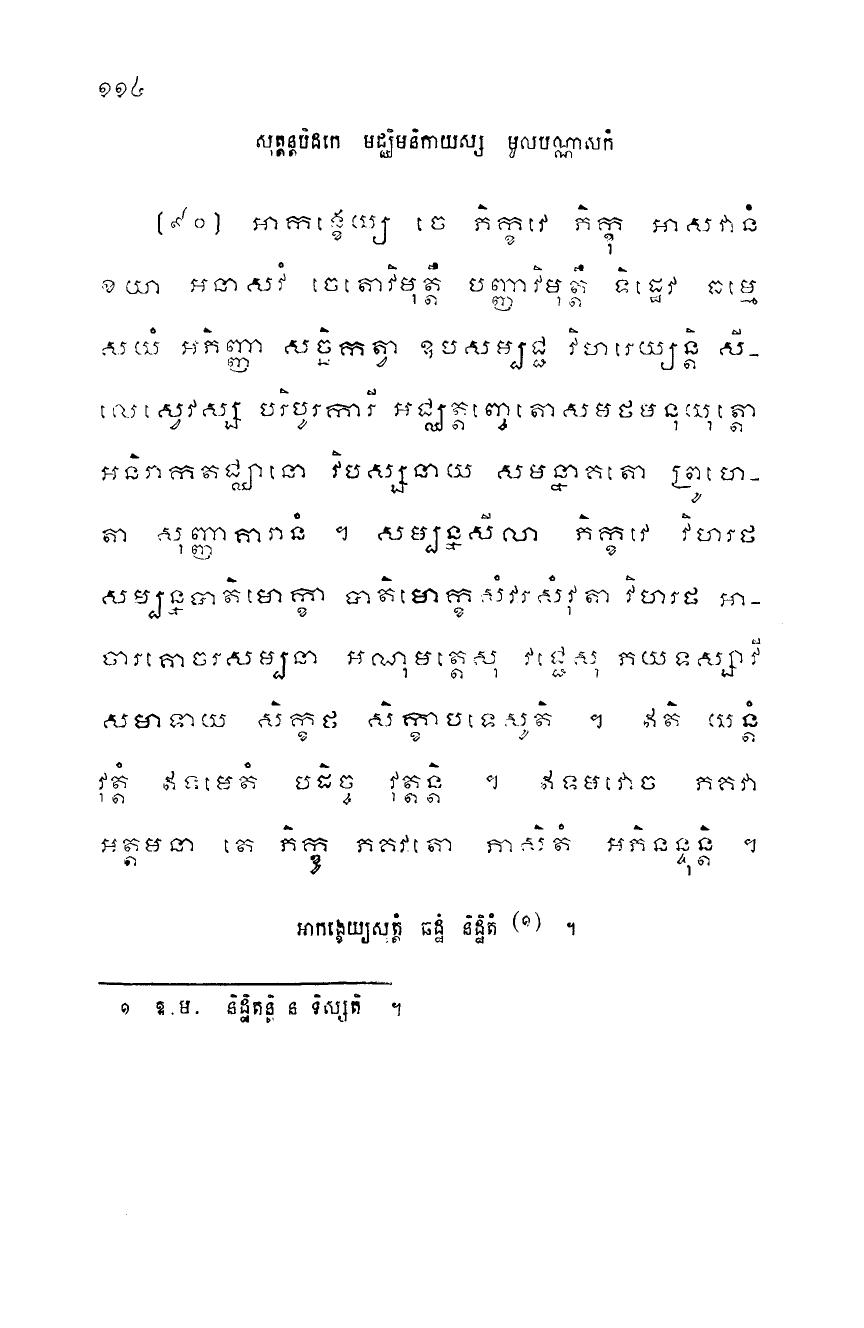 ១១៤
សុត្តន្តបិដកេ មជ្ឈិមនិកាយស្ស មូលបណ្ណាសកំ
[៩០] អាកង្ខេយ្យ ចេ ភិក្ខវេ ភិក្ខុ អាសវានំ
ខយា អនាសវំ ចេតោវិមុត្តឹ បញ្ញាវិមុត្តឹ ទិដ្ឋេវ ធម្មេ
សយំ អភិញ្ញា សច្ឆិកត្វា ឧបសម្បជ្ជ វិហរេយ្យន្តិ សី-
លេស្វេវស្ស បរិបូរការី អជ្ឈត្តញ្ចេតោសមថមនុយុត្តោ
អនិរាកតជ្ឈានោ វិបស្សនាយ សមន្នាគតោ ព្រូហេ-
តា សុញ្ញាគារានំ ។ សម្បន្នសីលា ភិក្ខវេ វិហរថ
សម្បន្នបាតិមោក្ខា បាតិមោក្ខសំវរសំវុតា វិហរថ អា-
ចារគោចរសម្បនា អណុមត្តេសុ វជ្ជេសុ ភយទស្សាវី
សមាទាយ សិក្ខថ សិក្ខាបទេសូតិ ។ ឥតិ យន្តំ
វុត្តំ ឥទមេតំ បដិច្ច វុត្តន្តិ ។ ឥទមវោច ភគវា
អត្តមនា តេ ភិក្ខូ ភគវតោ ភាសិតំ អភិនន្ទុន្តិ ។
អាកង្ខេយ្យសុត្តំ ឆដ្ឋំ និដ្ឋិតំ (១) ។
១ ឱ.ម. និដ្ឋិតន្តិ ន ទិស្សតិ ។